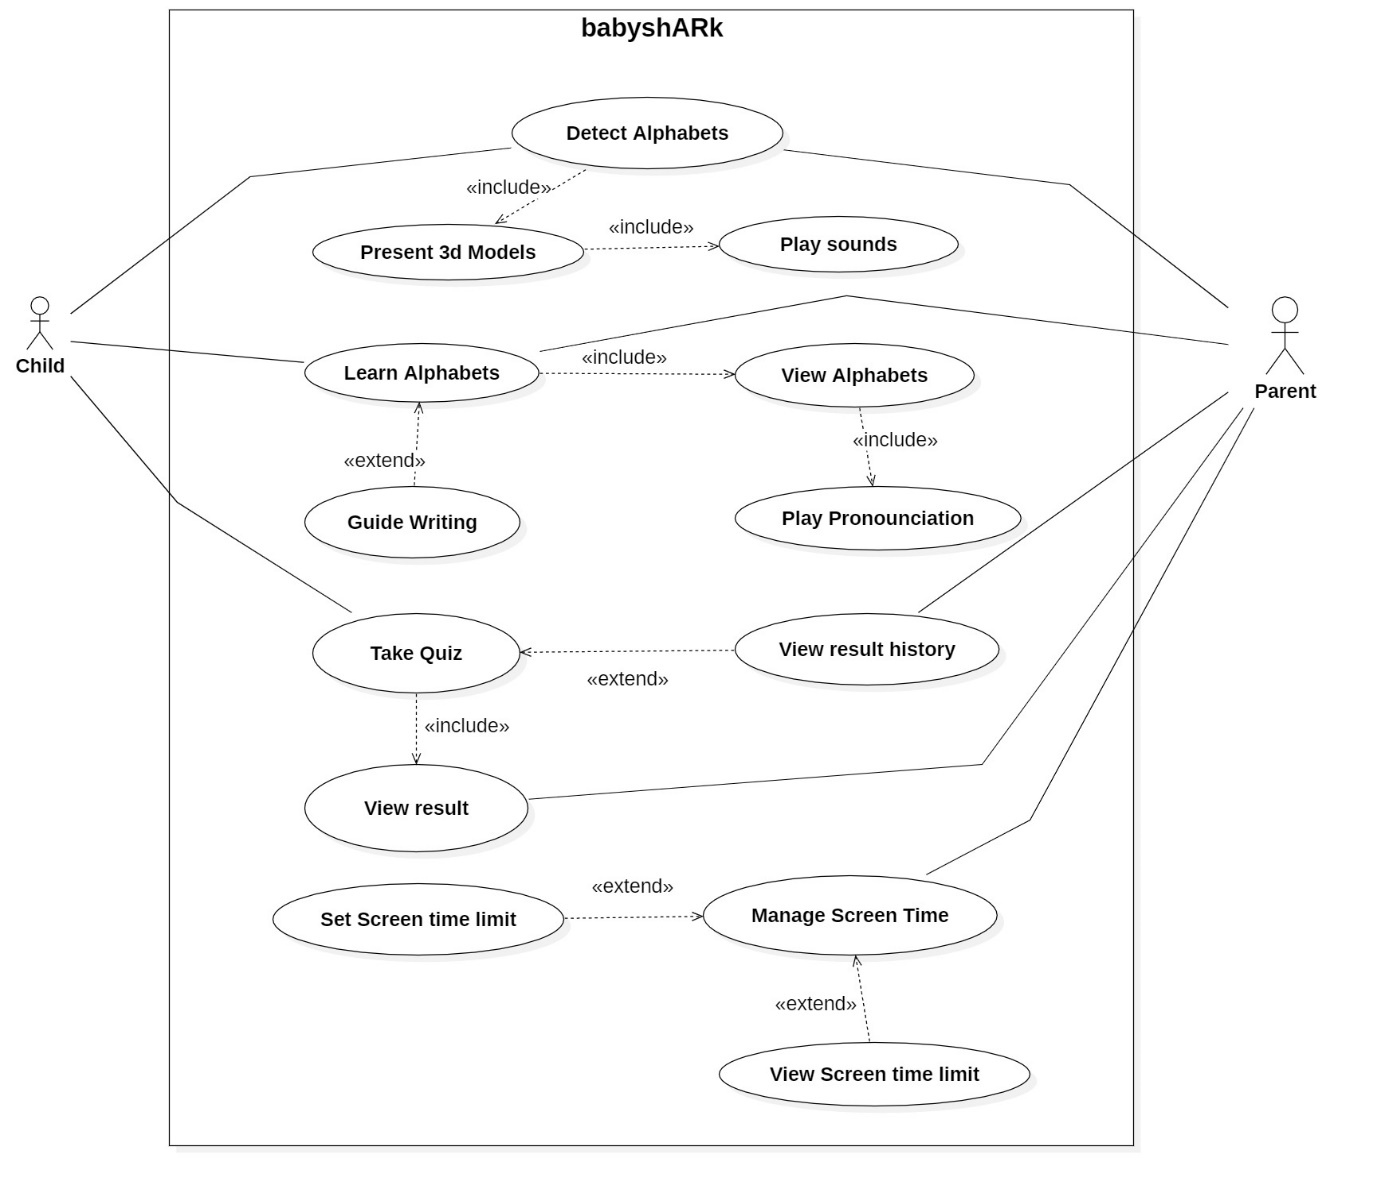 babyshARk
Detect Alphabets
«include»
Present 3d Models
«include»
Play sounds
Child
Parent
Learn Alphabets
«include»
View Alphabets
«include»
«extend»
Guide Writing
Play Pronounciation
Take Quiz
View result history
«extend»
«include»
View result
Set Screen time limit
«extend»
Manage Screen Time
«extend»
View Screen time limit